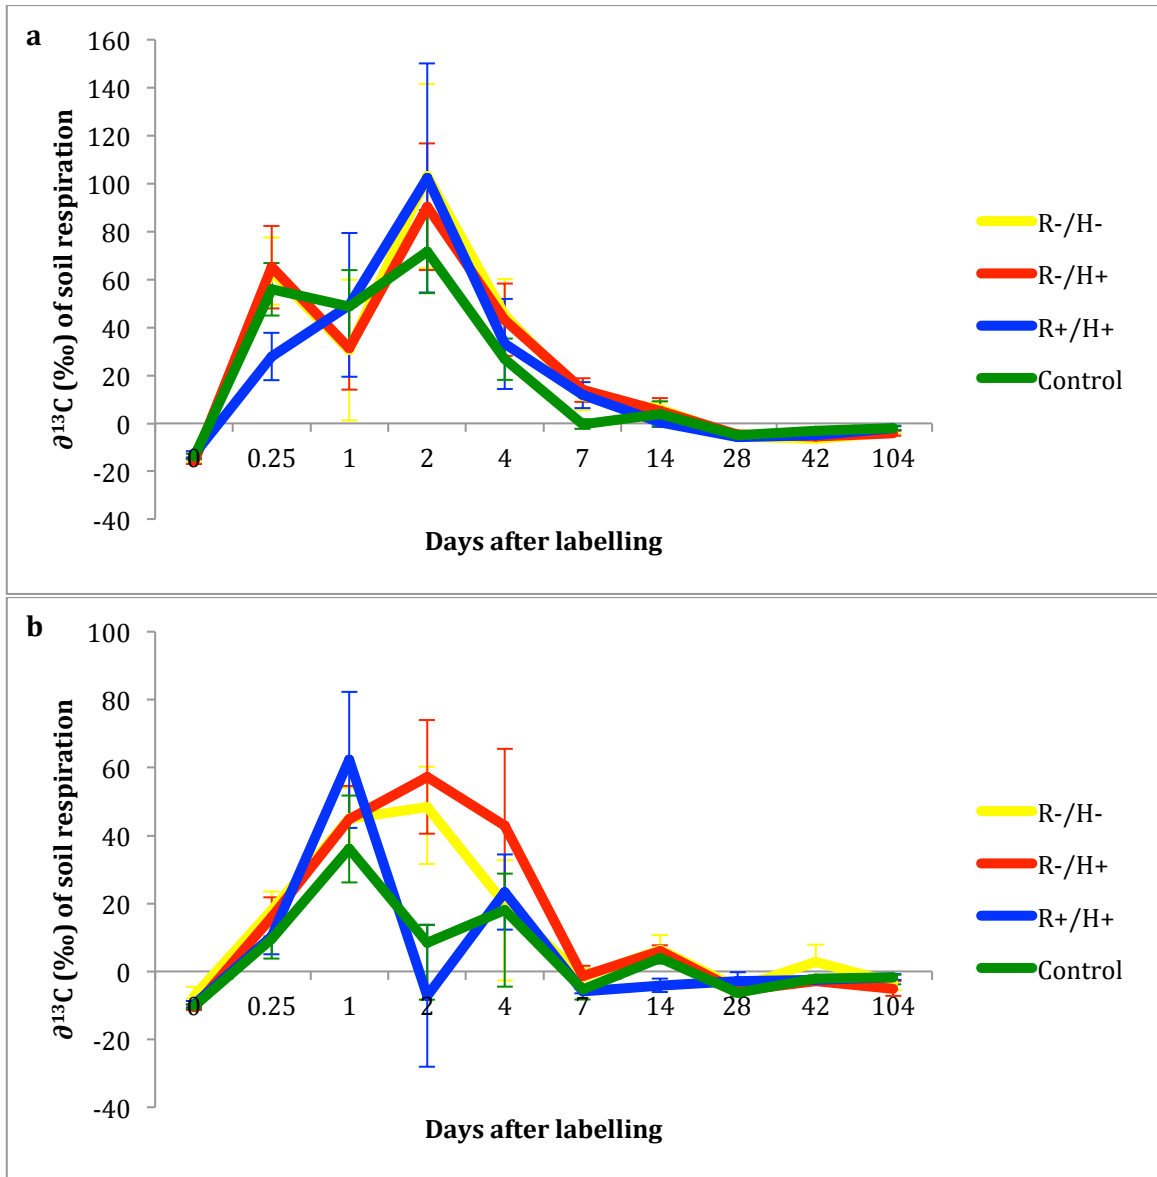 a
160
140
120
100
80
60
40
20
0
-20
-40
∂¹³C (‰) of soil respiration
0 0.25 1 2 4 7 14 28 42 104
Days after labelling
R-/H-
R-/H+
R+/H+
Control
b
100
80
60
40
20
0
-20
-40
∂¹³C (‰) of soil respiration
0 0.25 1 2 4 7 14 28 42 104
Days after labelling
R-/H-
R-/H+
R+/H+
Control